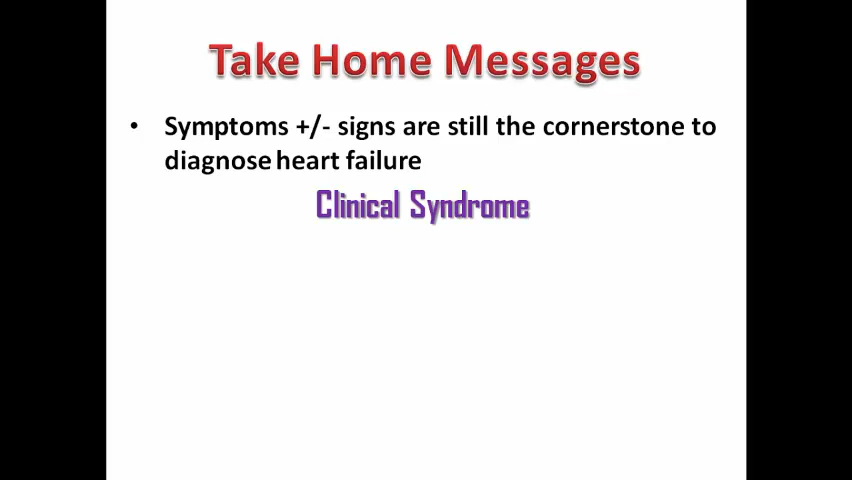 Take Home Messages
• Symptoms +/- signs are still the cornerstone to
diagnose heart failure
Clinical Syndrome